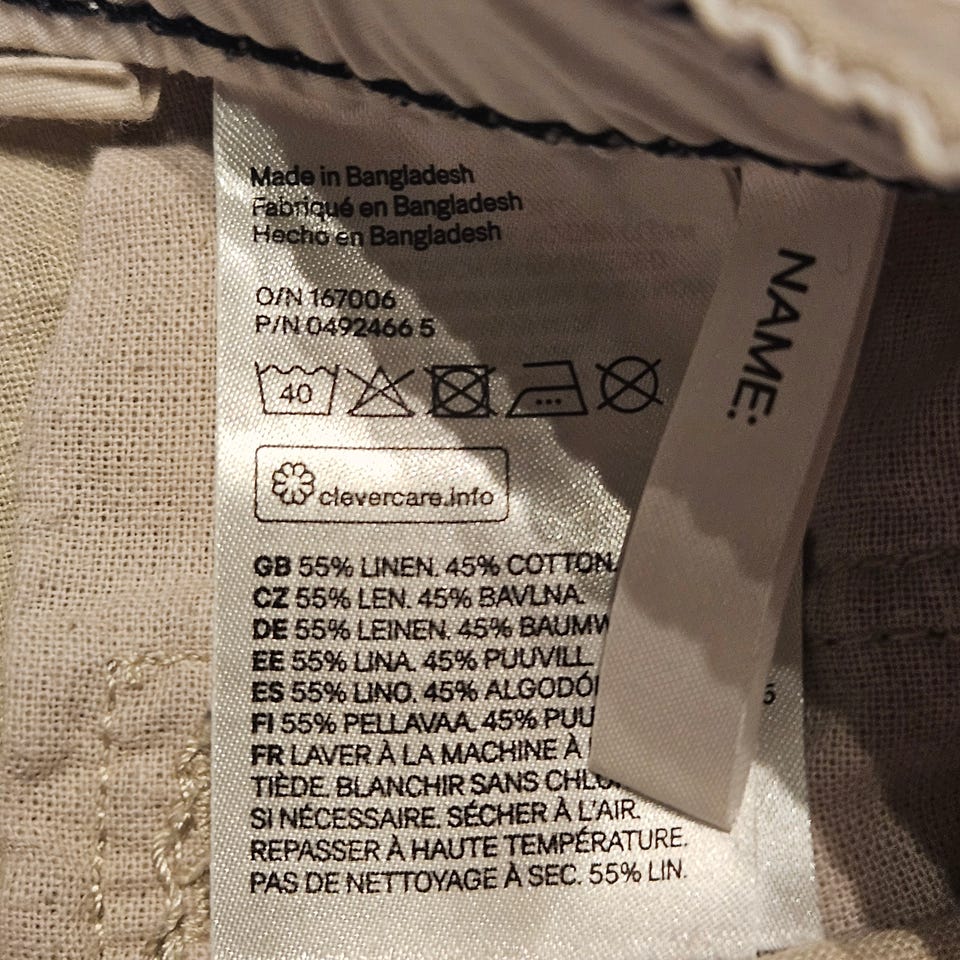 Made in Bangladesh
Fabriqué en Bangladesh
Hecho en Bangladesh
O/N 167006
P/N 0492466 5
40
clevercare.info
NAME:
GB 55% LINEN. 45% COTTON.
CZ 55% LEN. 45% BAVLNA.
DE 55% LEINEN. 45%
EE 55% LINA. 45% PUUVILL
ES 55% LINO. 45%
FI 55% PELLAVAA. 45%
FR LAVER À LA MACHINE À
TIÈDE. BLANCHIR SANS
SI NÉCESSAIRE. SÉCHER À L'AIR.
REPASSER À HAUTE TEMPÉRATURE.
PAS DE NETTOYAGE À SEC. 55% LIN.